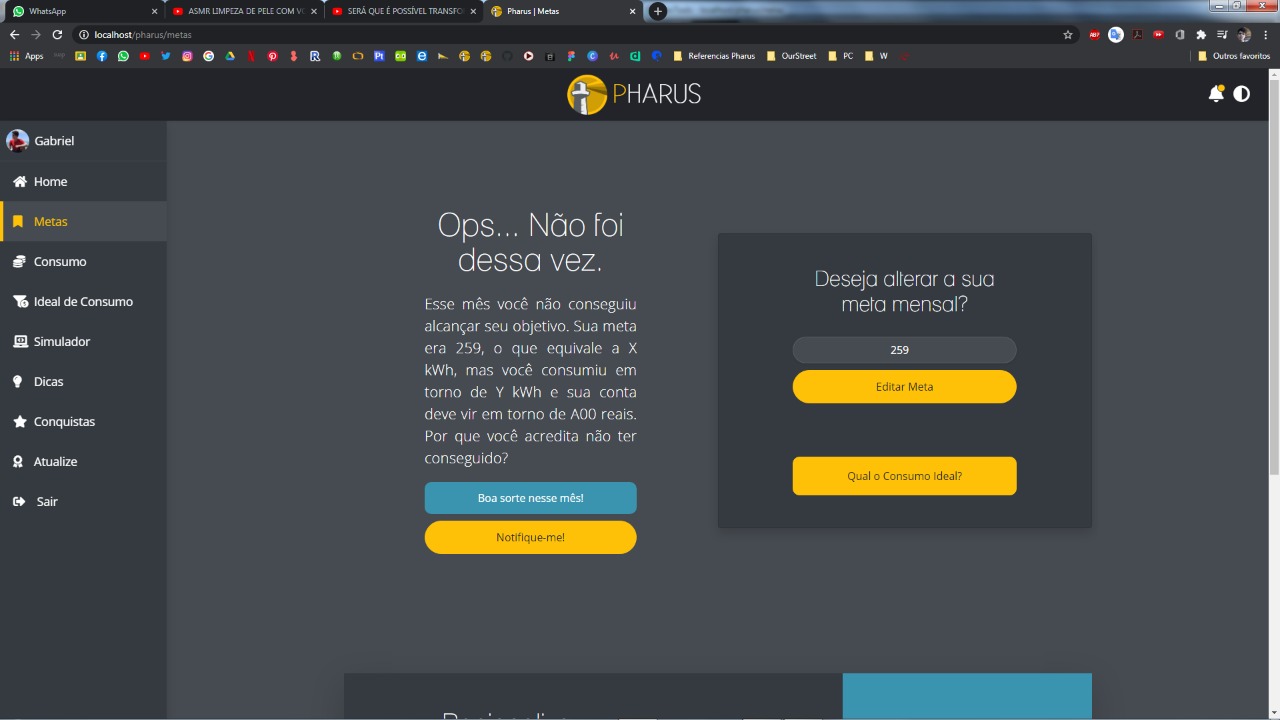 WhatsApp
ASMR LIMPEZA DE PELE COM VO
SERÁ QUE É POSSÍVEL TRANSFO
Pharus | Metas
localhost/pharus/metas
Apps
Referencias Pharus
OurStreet
PC
W
Outros favoritos
PHARUS
Gabriel
Home
Metas
Consumo
Ideal de Consumo
Simulador
Dicas
Conquistas
Atualize
Sair
Ops... Não foi
dessa vez.
Esse mês você não conseguiu
alcançar seu objetivo. Sua meta
era 259, o que equivale a X
kWh, mas você consumiu em
torno de Y kWh e sua conta
deve vir em torno de A00 reais.
Por que você acredita não ter
conseguido?
Boa sorte nesse mês!
Notifique-me!
Deseja alterar a sua
meta mensal?
259
Editar Meta
Qual o Consumo Ideal?